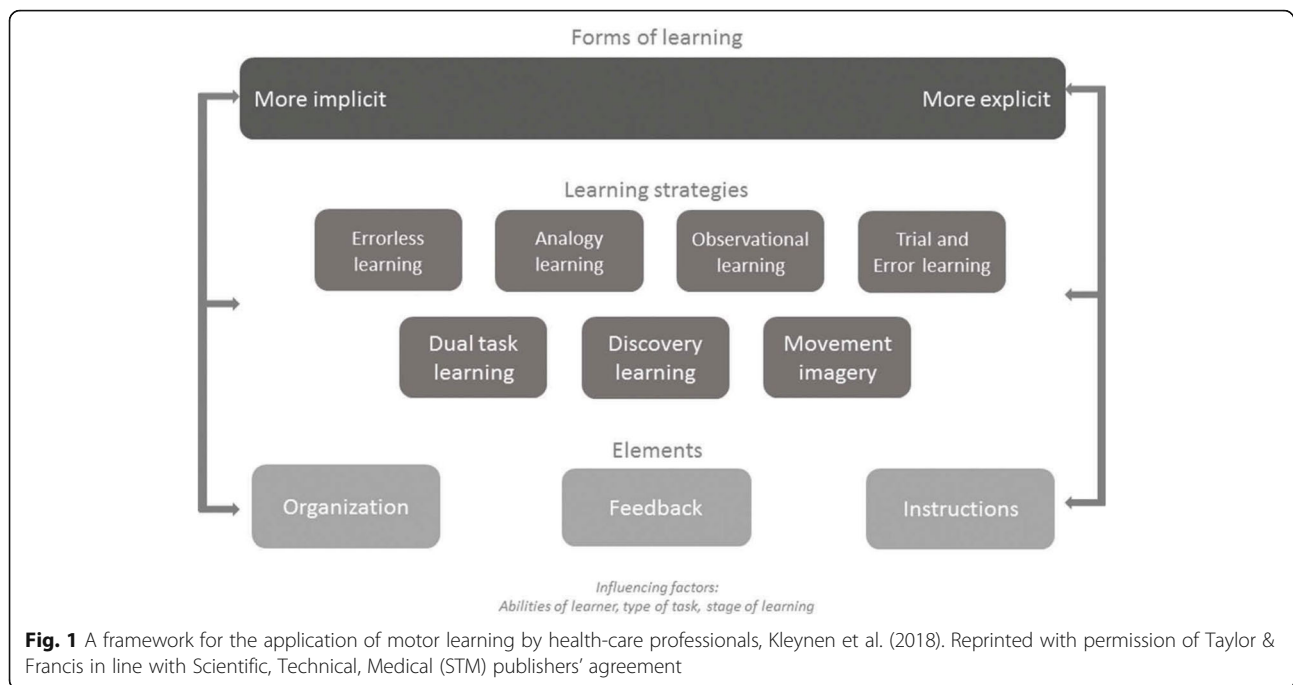 Forms of learning
More implicit More explicit
Learning strategies
Errorless
learning
Analogy
learning
Observational
learning
Trial and
Error learning
Dual task
learning
Discovery
learning
Movement
imagery
Elements
Organization
Feedback
Instructions
Influencing factors:
Abilities of learner, type of task, stage of learning
Fig. 1 A framework for the application of motor learning by health-care professionals, Kleynen et al. (2018). Reprinted with permission of Taylor &
Francis in line with Scientific, Technical, Medical (STM) publishers’ agreement